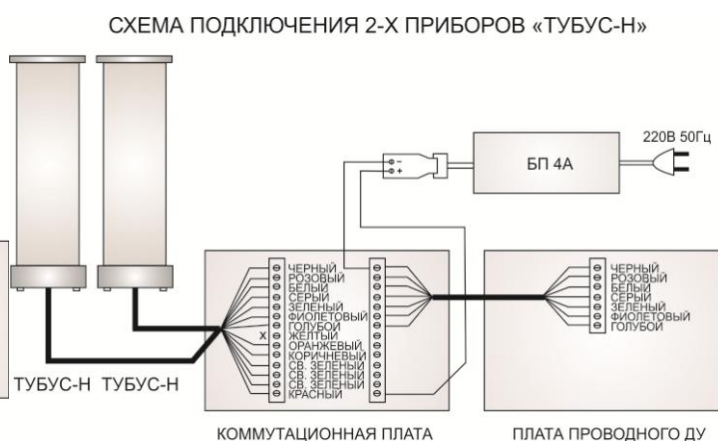 СХЕМА ПОДКЛЮЧЕНИЯ 2-Х ПРИБОРОВ «ТУБУС-Н»
220В 50Гц
БП 4А
-
+
ЧЕРНЫЙ
РОЗОВЫЙ
БЕЛЫЙ
СЕРЫЙ
ЗЕЛЕНЫЙ
ФИОЛЕТОВЫЙ
ГОЛУБОЙ
X ЖЕЛТЫЙ
ОРАНЖЕВЫЙ
КОРИЧНЕВЫЙ
СВ. ЗЕЛЕНЫЙ
СВ. ЗЕЛЕНЫЙ
СВ. ЗЕЛЕНЫЙ
КРАСНЫЙ
ЧЕРНЫЙ
РОЗОВЫЙ
БЕЛЫЙ
СЕРЫЙ
ЗЕЛЕНЫЙ
ФИОЛЕТОВЫЙ
ГОЛУБОЙ
ТУБУС-Н ТУБУС-Н
КОММУТАЦИОННАЯ ПЛАТА
ПЛАТА ПРОВОДНОГО ДУ